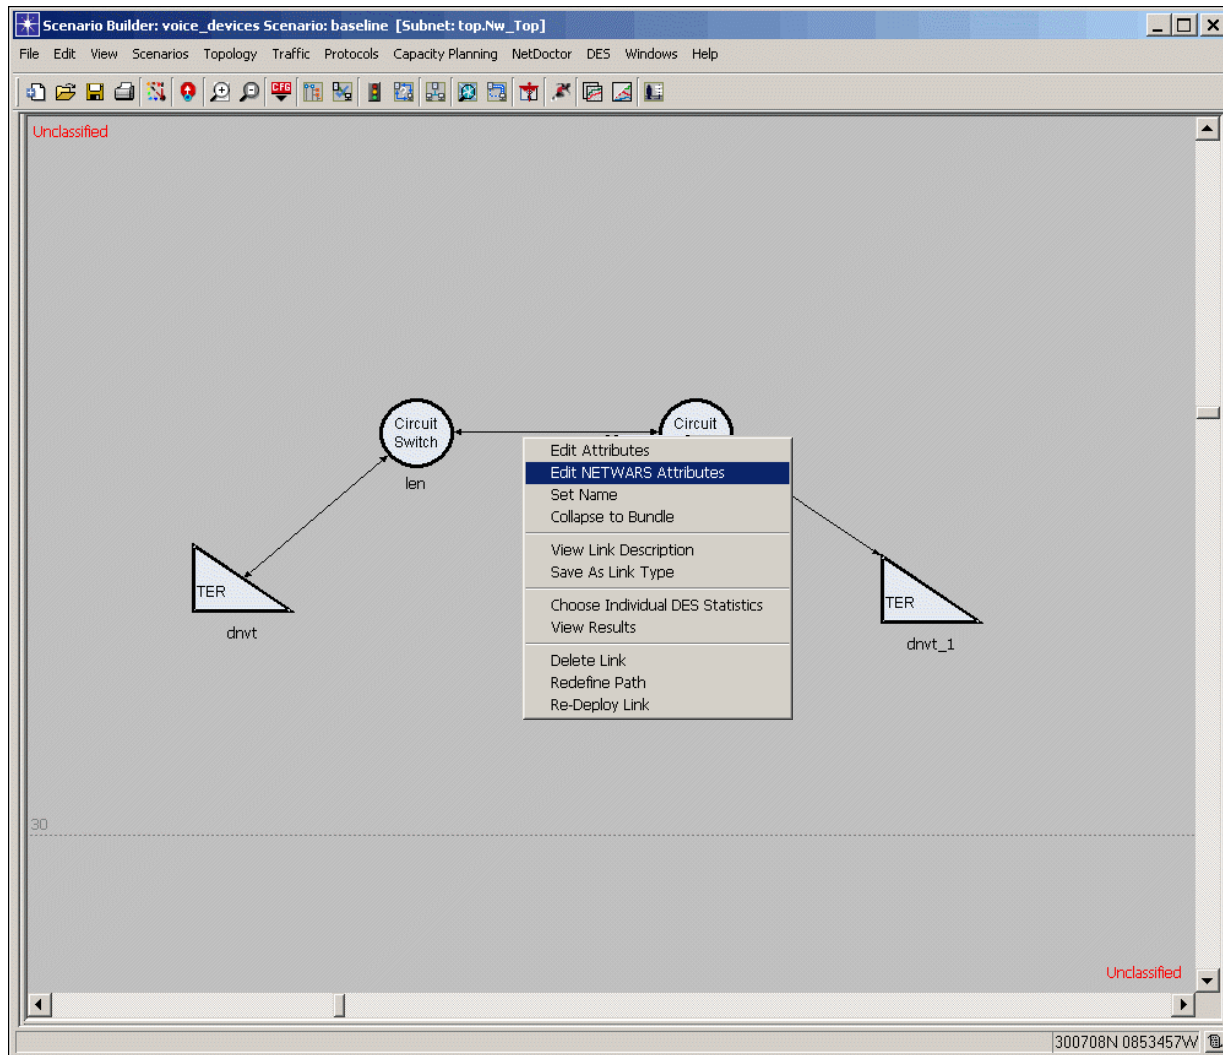 Scenario Builder: voice_devices Scenario: baseline [Subnet: top.Nw_Top]
File Edit View Scenarios Topology Traffic Protocols Capacity Planning NetDoctor DES Windows Help
CFG
Unclassified
Circuit
Switch
len
Circuit
Edit Attributes
Edit NETWARS Attributes
Set Name
Collapse to Bundle
View Link Description
Save As Link Type
Choose Individual DES Statistics
View Results
Delete Link
Redefine Path
Re-Deploy Link
TER
dnvt
TER
dnvt_1
30
Unclassified
300708N 0853457W